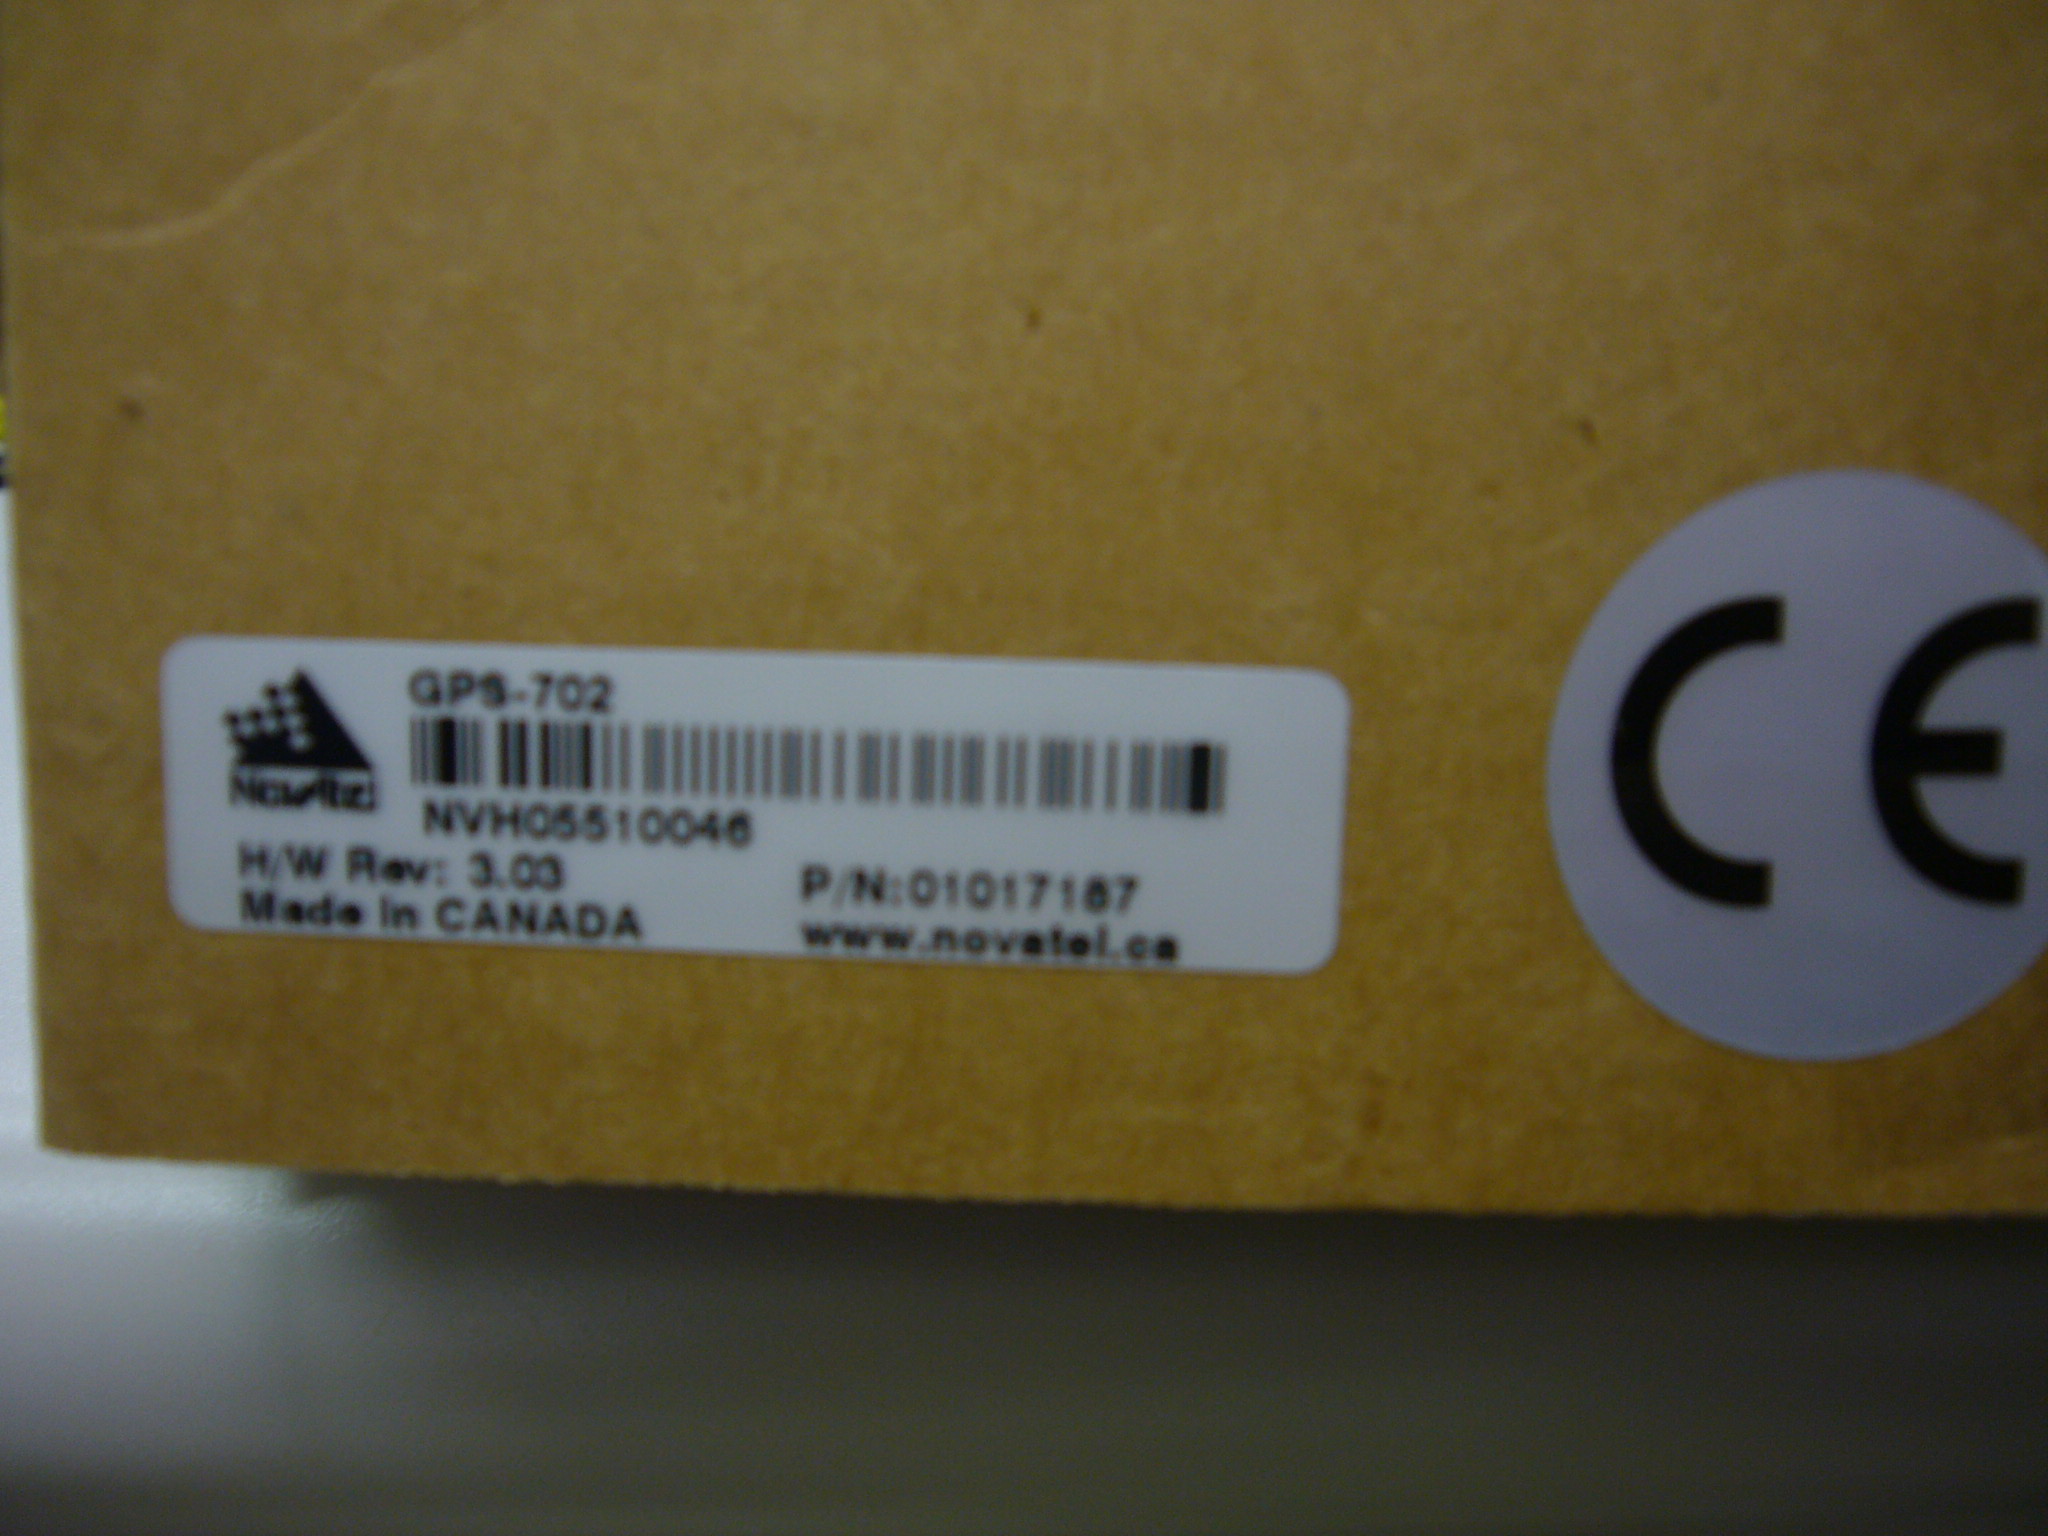 GPS-702
NovAtel
NVH05510046
H/W Rev: 3.03
P/N:01017187
Made in CANADA
www.novatel.ca
CE